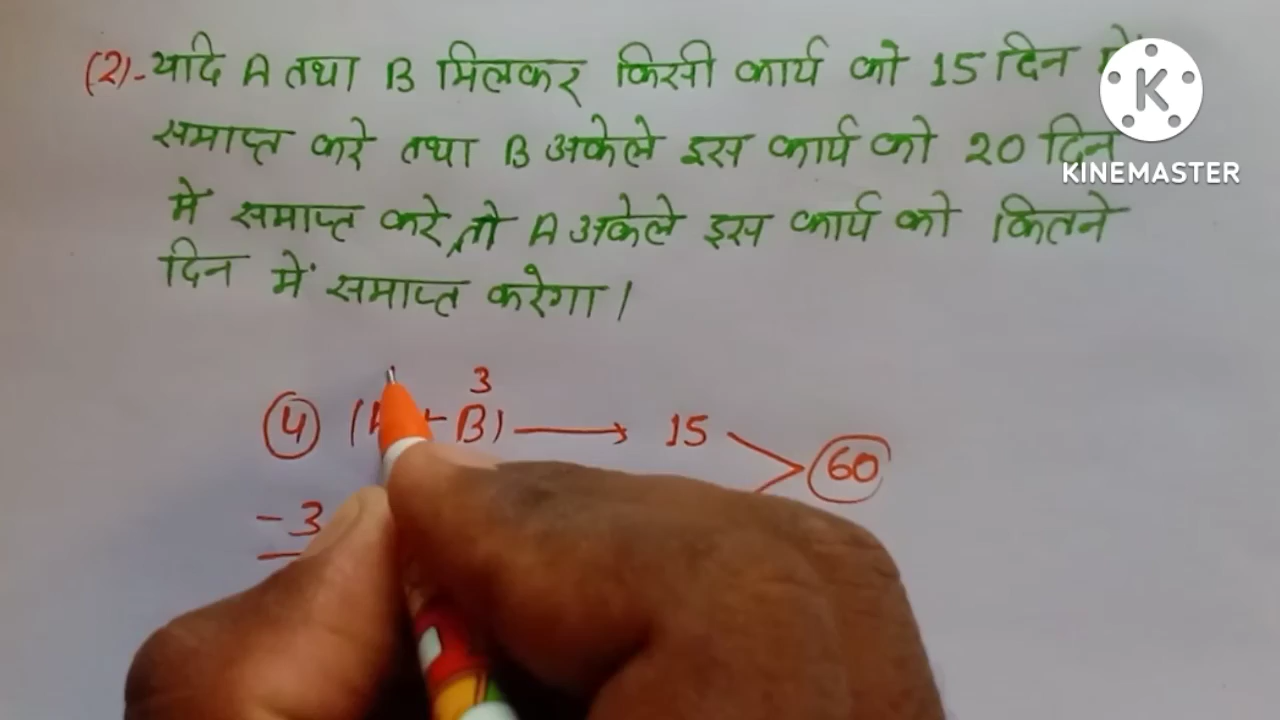 (2)- यदि A तथा B मिलकर किसी कार्य को 15 दिन में
समाप्त करे तथा B अकेले इस कार्य को 20 दिन
में समाप्त करे, तो A अकेले इस कार्य को कितने
दिन में समाप्त करेगा।
K
KINEMASTER
3
4 (A + B) → 15 60
-3